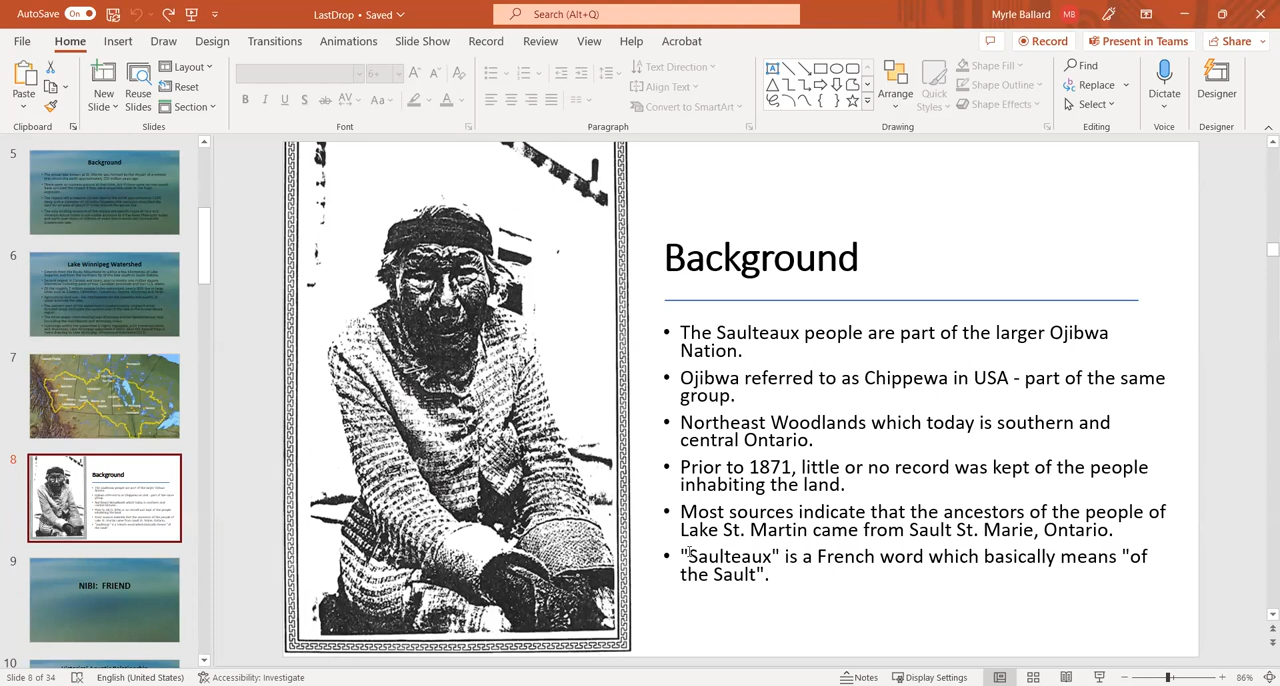 AutoSave On
LastDrop • Saved
Search (Alt+Q)
Myrle Ballard MB
File Home Insert Draw Design Transitions Animations Slide Show Record Review View Help Acrobat
Record Present in Teams Share
Paste
New Slide
Reuse Slides
Layout
Reset
Section
6+
Text Direction
Align Text
Convert to SmartArt
Arrange
Quick Styles
Shape Fill
Shape Outline
Shape Effects
Find
Replace
Select
Dictate
Designer
Clipboard Slides Font Paragraph Drawing Editing Voice Designer
5
Background
6
Lake Winnipeg Watershed
7
8
Background
9
NIBI: FRIEND
10
Background
• The Saulteaux people are part of the larger Ojibwa
Nation.
• Ojibwa referred to as Chippewa in USA - part of the same
group.
• Northeast Woodlands which today is southern and
central Ontario.
• Prior to 1871, little or no record was kept of the people
inhabiting the land.
• Most sources indicate that the ancestors of the people of
Lake St. Martin came from Sault St. Marie, Ontario.
• "Saulteaux" is a French word which basically means "of
the Sault".
Slide 8 of 34 English (United States) Accessibility: Investigate
Notes Display Settings 86%